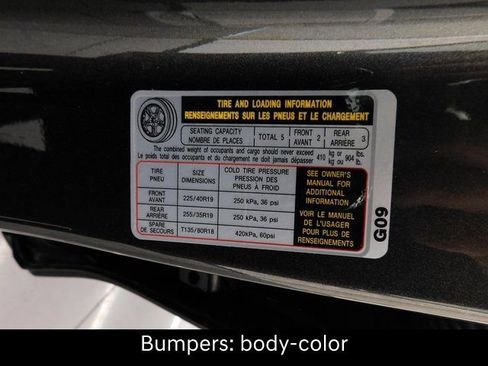 TIRE AND LOADING INFORMATION
RENSEIGNEMENTS SUR LES PNEUS ET LE CHARGEMENT
SEATING CAPACITY
NOMBRE DE PLACES
TOTAL 5
FRONT
AVANT 2
REAR
ARRIÈRE 3
The combined weight of occupants and cargo should never exceed
Le poids total des occupants et du chargement ne doit jamais dépasser
410 kg or 904 lbs.
kg ou lb.
TIRE
PNEU
SIZE
DIMENSIONS
COLD TIRE PRESSURE
PRESSION DES
PNEUS À FROID
FRONT
AVANT
225/40R19
250 kPa, 36 psi
REAR
ARRIÈRE
255/35R19
250 kPa, 36 psi
SPARE
DE SECOURS
T135/80R18
420kPa, 60psi
SEE OWNER'S
MANUAL FOR
ADDITIONAL
INFORMATION
VOIR LE MANUEL
DE L'USAGER
POUR PLUS DE
RENSEIGNEMENTS
G09
Bumpers: body-color